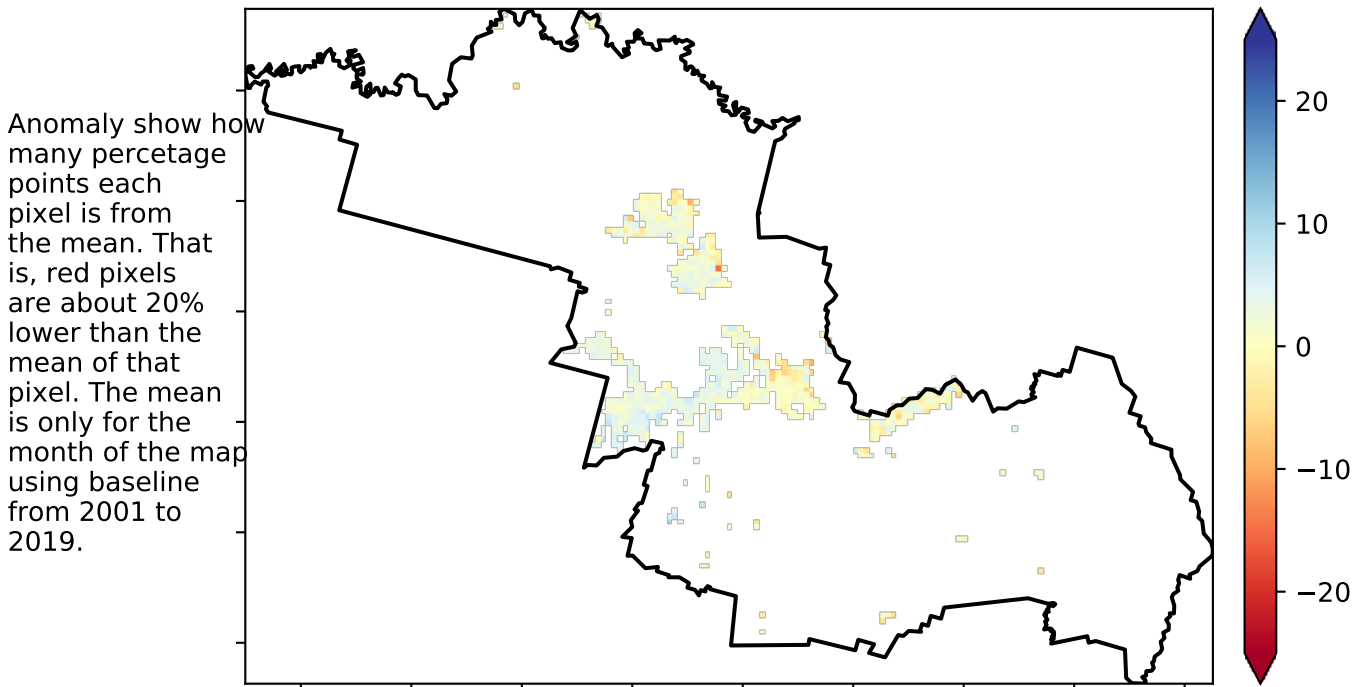 Anomaly show how
many percetage
points each
pixel is from
the mean. That
is, red pixels
are about 20%
lower than the
mean of that
pixel. The mean
is only for the
month of the map
using baseline
from 2001 to
2019.
20
10
0
−10
−20